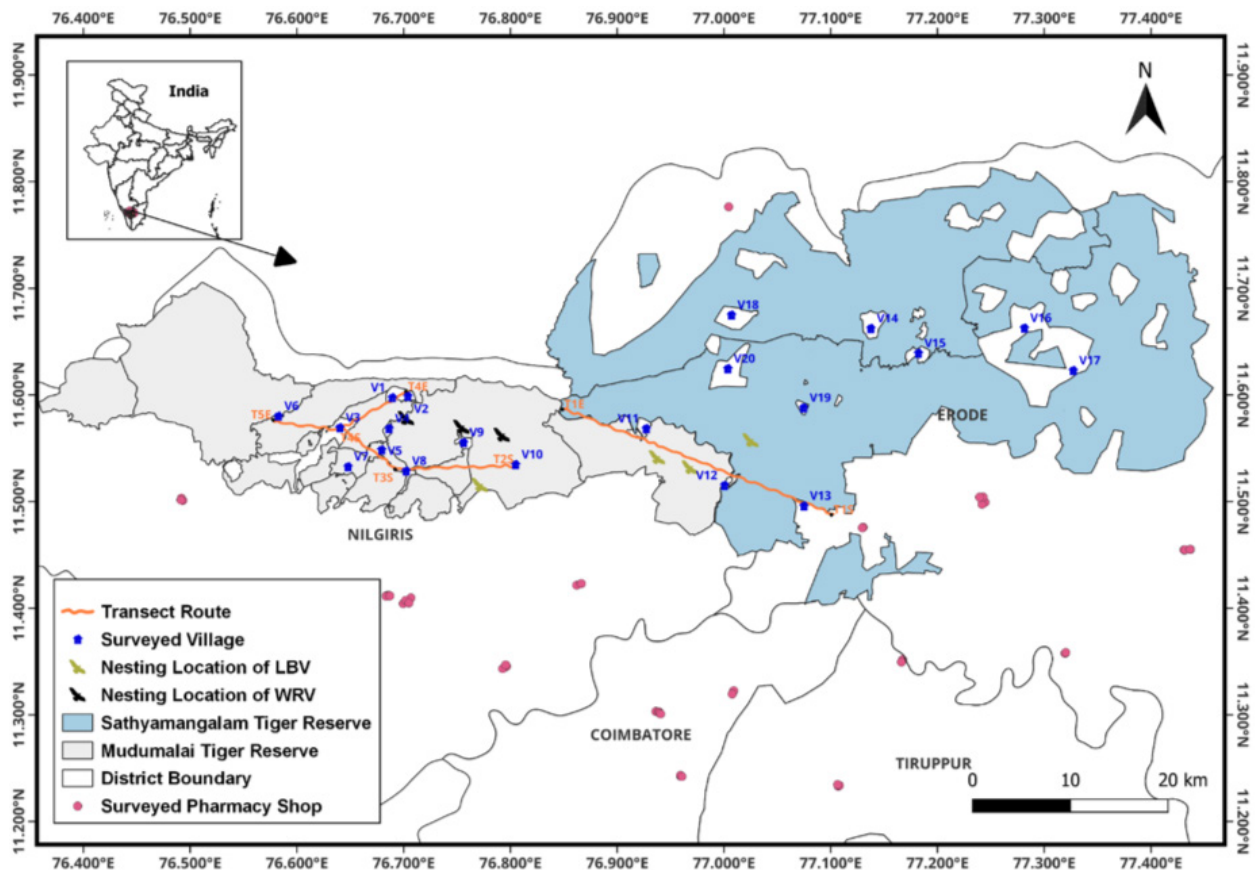 76.400°E 76.500°E 76.600°E 76.700°E 76.800°E 76.900°E 77.000°E 77.100°E 77.200°E 77.300°E 77.400°E
11.900°N 11.900°N
India
N
11.800°N 11.800°N
11.700°N 11.700°N
V18
V14
V16
V15
V20
V17
11.600°N 11.600°N
V1
T4E
V2
V6
T5E
V3
T1E
V19
ERODE
V11
V9
V5
V7
V8
T3S
T2S
V10
V12
V13
11.500°N 11.500°N
NILGIRIS
11.400°N 11.400°N
Transect Route
Surveyed Village
Nesting Location of LBV
Nesting Location of WRV
Sathyamangalam Tiger Reserve
Mudumalai Tiger Reserve
District Boundary
Surveyed Pharmacy Shop
11.300°N 11.300°N
COIMBATORE
TIRUPPUR
0 10 20 km
11.200°N 11.200°N
76.400°E 76.500°E 76.600°E 76.700°E 76.800°E 76.900°E 77.000°E 77.100°E 77.200°E 77.300°E 77.400°E